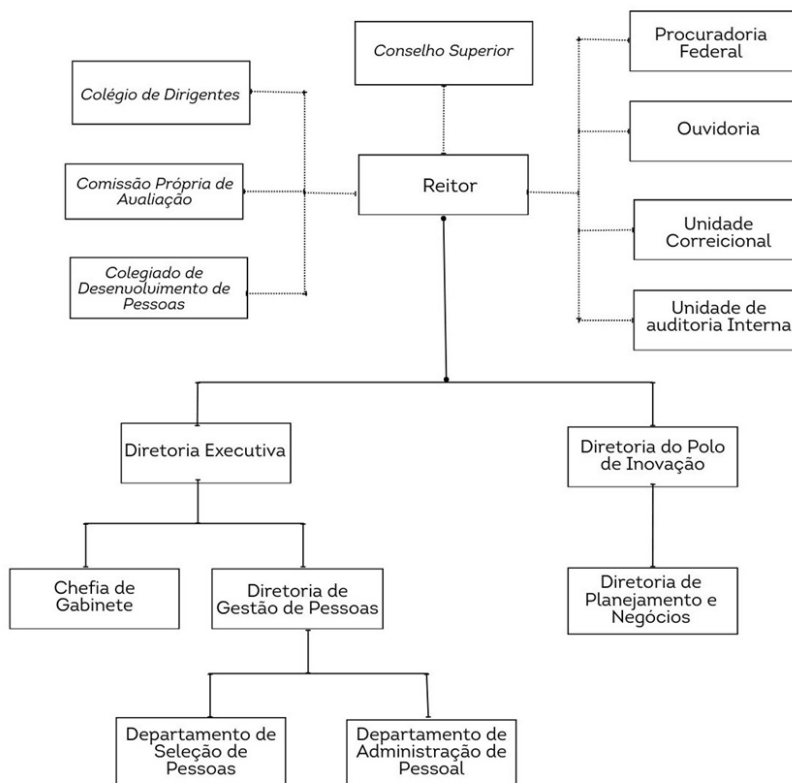 Conselho Superior
Procuradoria
Federal
Colégio de Dirigentes
Ouvidoria
Comissão Própria de
Avaliação
Reitor
Unidade
Correicional
Colegiado de
Desenvolvimento de
Pessoas
Unidade de
auditoria Interna
Diretoria Executiva
Diretoria do Polo
de Inovação
Chefia de
Gabinete
Diretoria de
Gestão de Pessoas
Diretoria de
Planejamento e
Negócios
Departamento de
Seleção de
Pessoas
Departamento de
Administração de
Pessoal